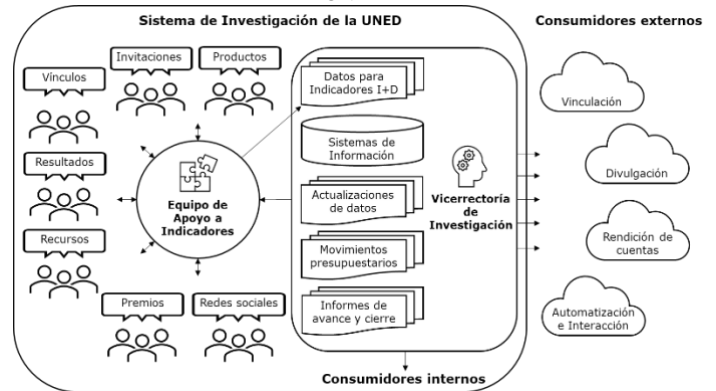 Sistema de Investigación de la UNED
Consumidores externos
Invitaciones
Productos
Vínculos
Resultados
Recursos
Premios
Redes sociales
Equipo de
Apoyo a
Indicadores
Datos para
Indicadores I+D
Sistemas de
Información
Actualizaciones
de datos
Movimientos
presupuestarios
Informes de
avance y cierre
Vicerrectoría
de
Investigación
Vinculación
Divulgación
Rendición de
cuentas
Automatización
e Interacción
Consumidores internos